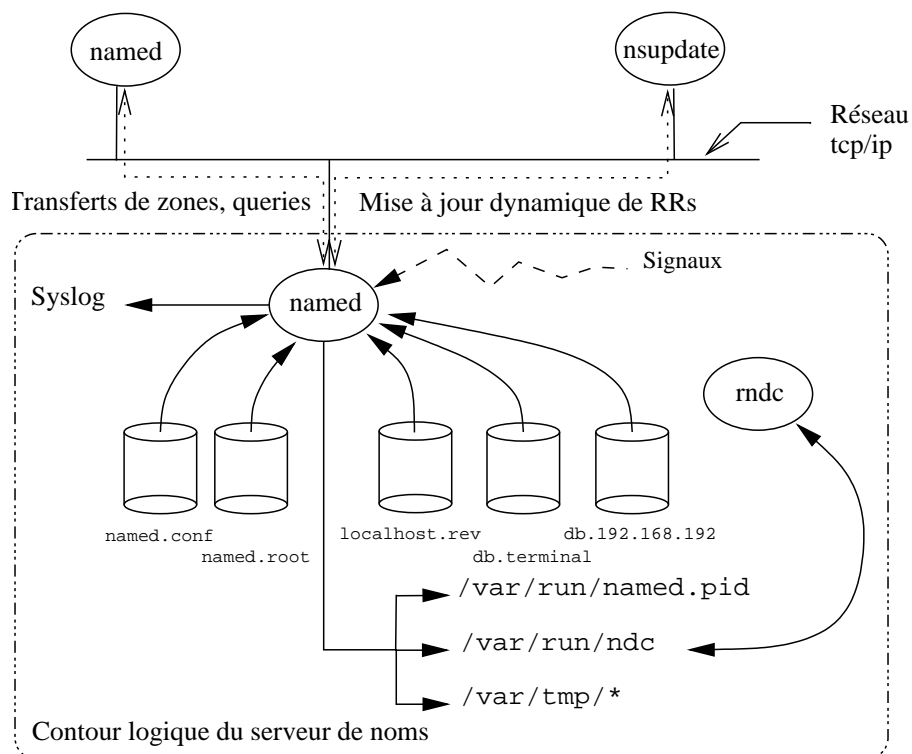 named
nsupdate
Réseau
tcp/ip
Transferts de zones, queries
Mise à jour dynamique de RRs
Signaux
Syslog
named
rndc
named.conf
localhost.rev
db.192.168.192
named.root
db.terminal
/var/run/named.pid
/var/run/ndc
/var/tmp/*
Contour logique du serveur de noms